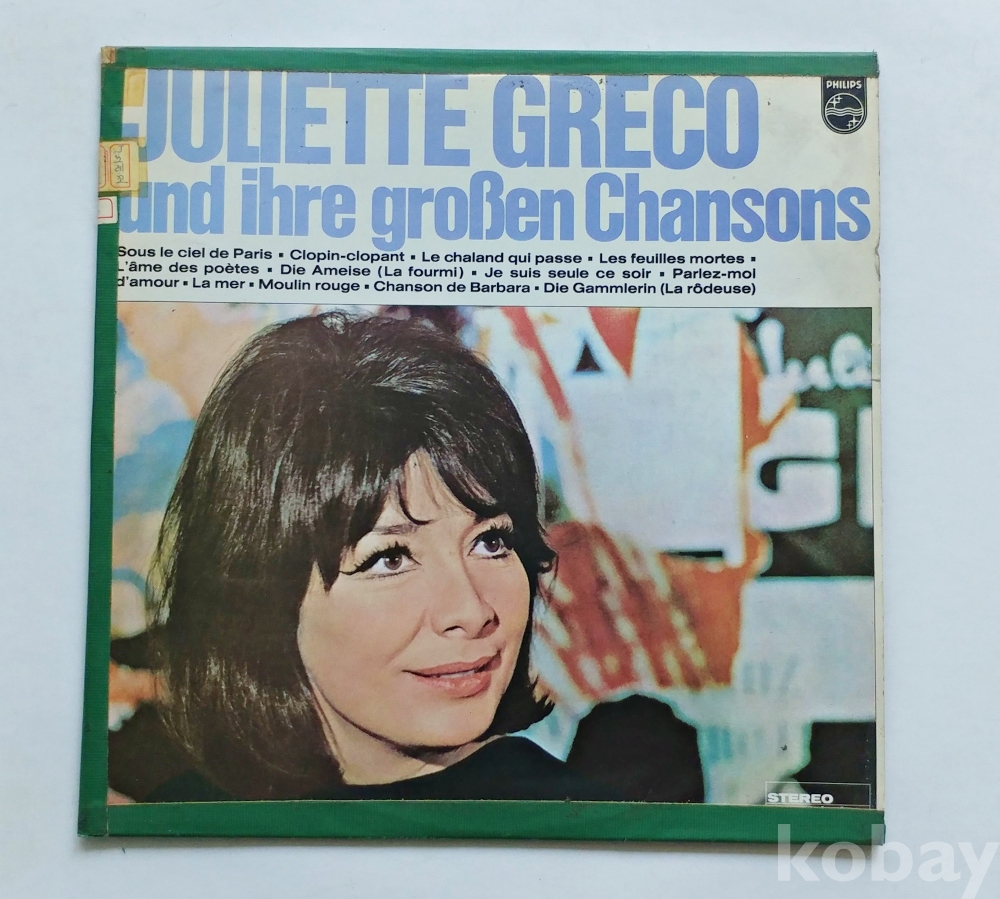 JULIETTE GRECO
PHILIPS
und ihre großen Chansons
Sous le ciel de Paris ▪ Clopin-clopant ▪ Le chaland qui passe ▪ Les feuilles mortes ▪
L'âme des poètes ▪ Die Ameise (La fourmi) ▪ Je suis seule ce soir ▪ Parlez-moi
d'amour ▪ La mer ▪ Moulin rouge ▪ Chanson de Barbara ▪ Die Gammlerin (La rôdeuse)
STEREO
kobay